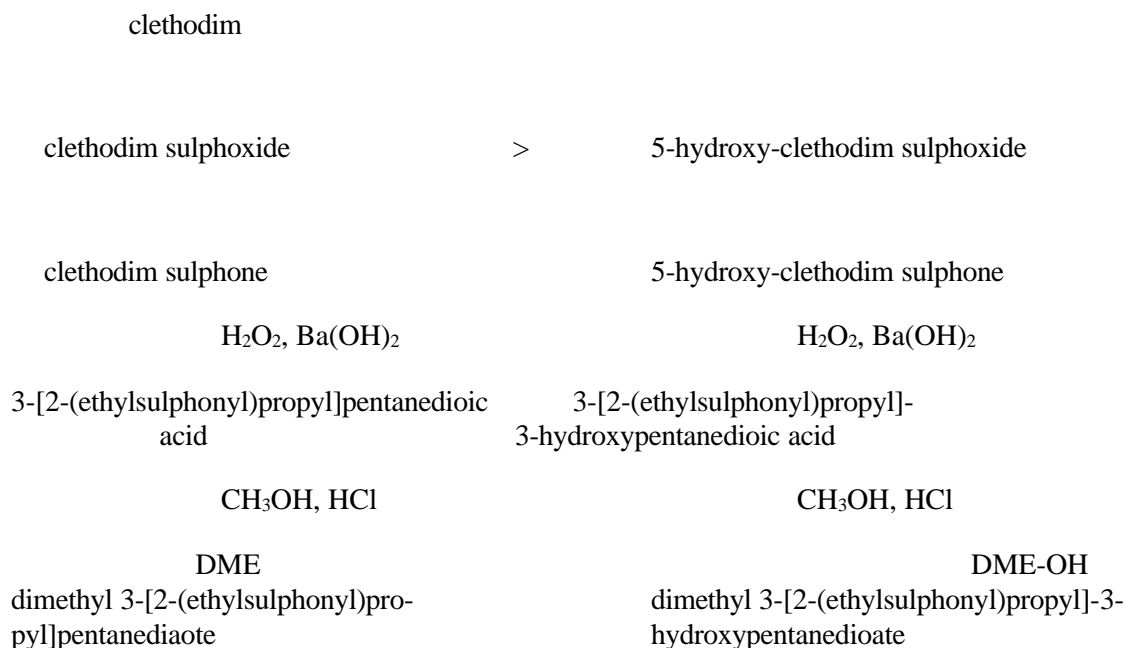 clethodim
clethodim sulphoxide > 5-hydroxy-clethodim sulphoxide
clethodim sulphone 5-hydroxy-clethodim sulphone
H₂O₂, Ba(OH)₂ H₂O₂, Ba(OH)₂
3-[2-(ethylsulphonyl)propyl]pentanedioic 3-[2-(ethylsulphonyl)propyl]-
acid 3-hydroxypentanedioic acid
CH₃OH, HCl CH₃OH, HCl
DME DME-OH
dimethyl 3-[2-(ethylsulphonyl)pro- dimethyl 3-[2-(ethylsulphonyl)propyl]-3-
pyl]pentanediaote hydroxypentanedioate